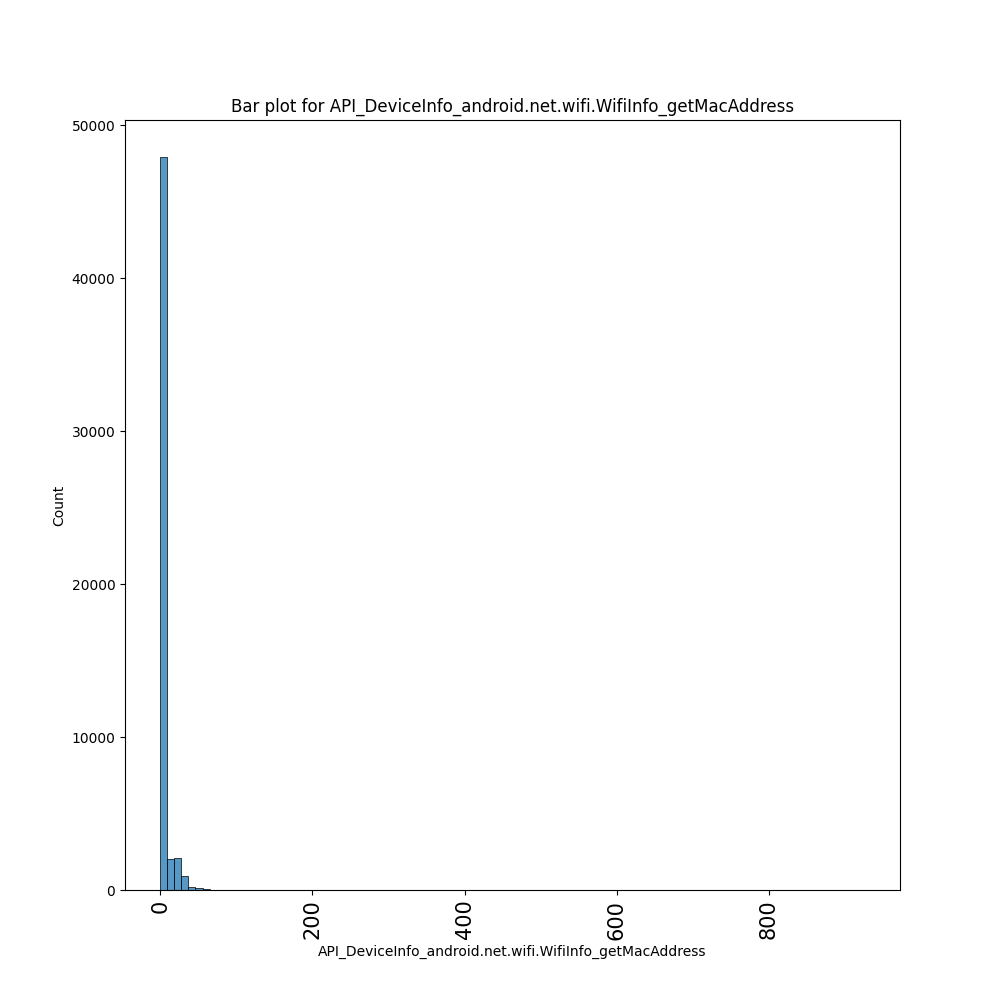 Bar plot for API_DeviceInfo_android.net.wifi.WifiInfo_getMacAddress
50000
40000
30000
20000
10000
0
Count
0 200 400 600 800
API_DeviceInfo_android.net.wifi.WifiInfo_getMacAddress